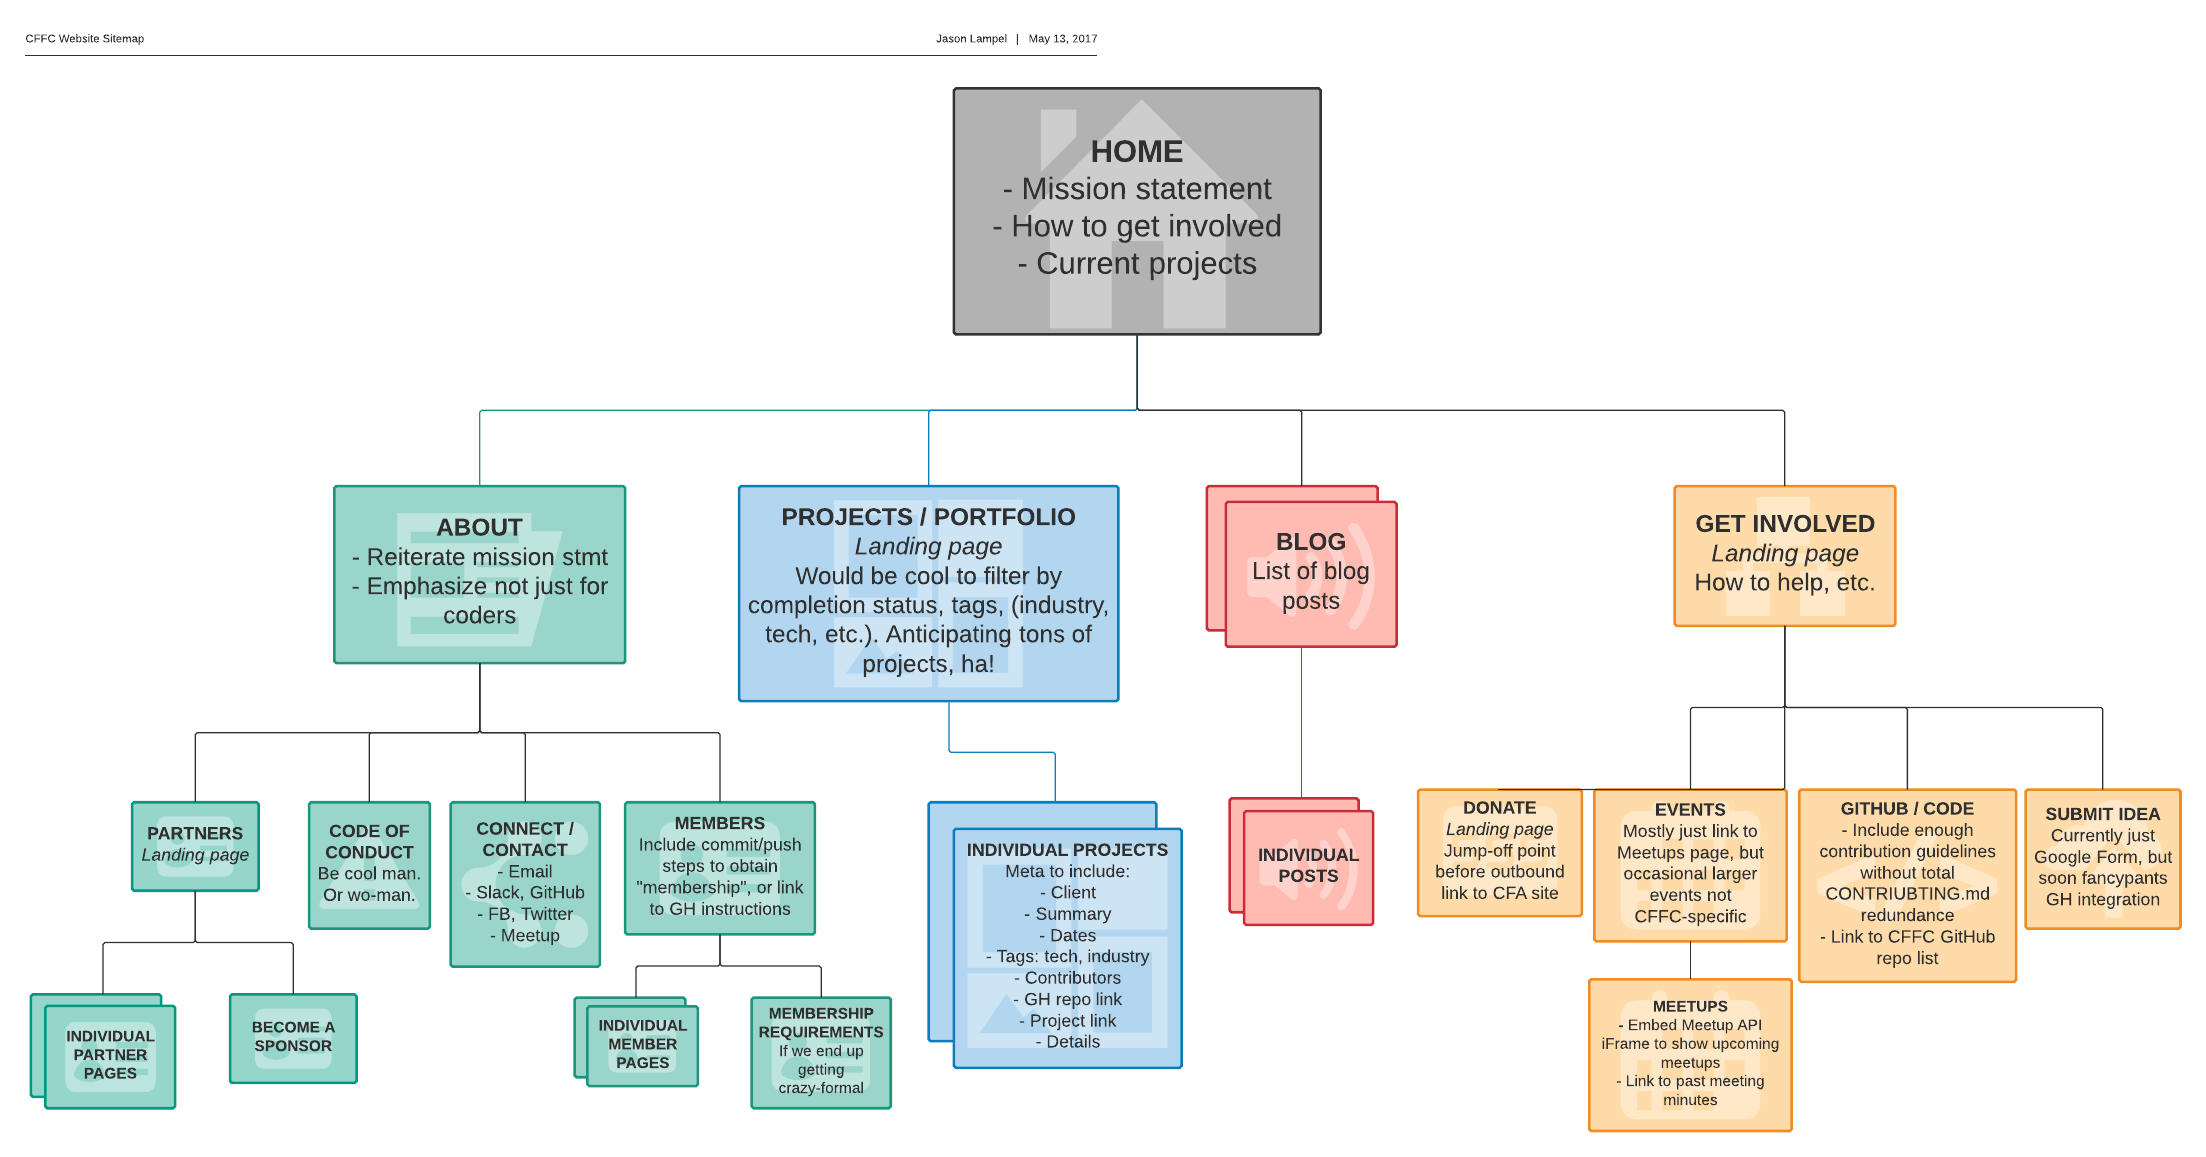 CFFC Website Sitemap
Jason Lampel | May 13, 2017
HOME
- Mission statement
- How to get involved
- Current projects
ABOUT
- Reiterate mission stmt
- Emphasize not just for
coders
PROJECTS / PORTFOLIO
Landing page
Would be cool to filter by
completion status, tags, (industry,
tech, etc.). Anticipating tons of
projects, ha!
BLOG
List of blog
posts
GET INVOLVED
Landing page
How to help, etc.
PARTNERS
Landing page
CODE OF
CONDUCT
Be cool man.
Or wo-man.
CONNECT /
CONTACT
- Email
- Slack, GitHub
- FB, Twitter
- Meetup
MEMBERS
Include commit/push
steps to obtain
"membership", or link
to GH instructions
INDIVIDUAL PROJECTS
Meta to include:
- Client
- Summary
- Dates
- Tags: tech, industry
- Contributors
- GH repo link
- Project link
- Details
INDIVIDUAL
POSTS
DONATE
Landing page
Jump-off point
before outbound
link to CFA site
EVENTS
Mostly just link to
Meetups page, but
occasional larger
events not
CFFC-specific
GITHUB / CODE
- Include enough
contribution guidelines
without total
CONTRIUBTING.md
redundance
- Link to CFFC GitHub
repo list
SUBMIT IDEA
Currently just
Google Form, but
soon fancypants
GH integration
INDIVIDUAL
PARTNER
PAGES
BECOME A
SPONSOR
INDIVIDUAL
MEMBER
PAGES
MEMBERSHIP
REQUIREMENTS
If we end up
getting
crazy-formal
MEETUPS
- Embed Meetup API
iFrame to show upcoming
meetups
- Link to past meeting
minutes